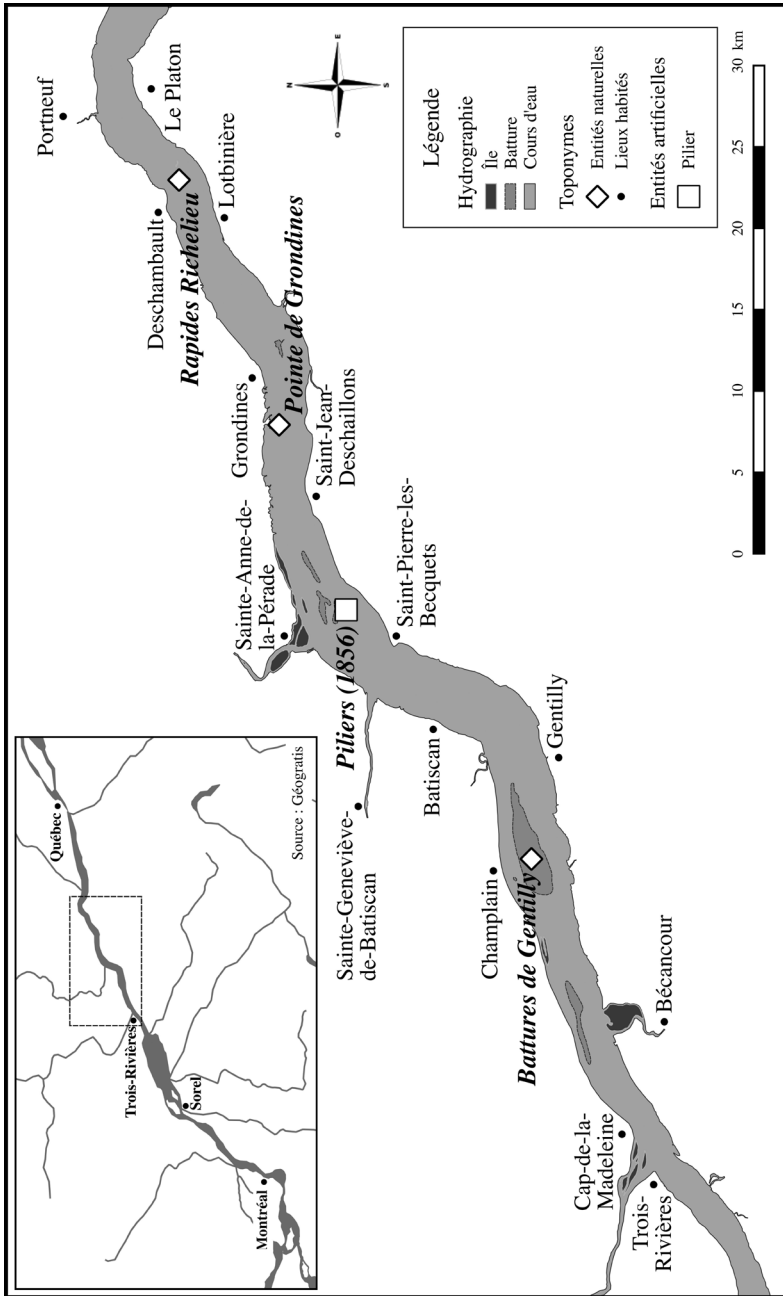 Québec
Trois-Rivières
Sorel
Montréal
Source : Géogratis
Portneuf
Le Platon
Deschambault
Rapides Richelieu
Lotbinière
Grondines
Pointe de Grondines
Saint-Jean-
Deschaillons
Sainte-Anne-de-
la-Pérade
Piliers (1856)
Saint-Pierre-les-
Becquets
Sainte-Geneviève-
de-Batiscan
Batiscan
Gentilly
Champlain
Battures de Gentilly
Bécancour
Cap-de-la-
Madeleine
Trois-
Rivières
N
E
S
O
Légende
Hydrographie
Île
Batture
Cours d'eau
Toponymes
Entités naturelles
Lieux habités
Entités artificielles
Pilier
0 5 10 15 20 25 30 km